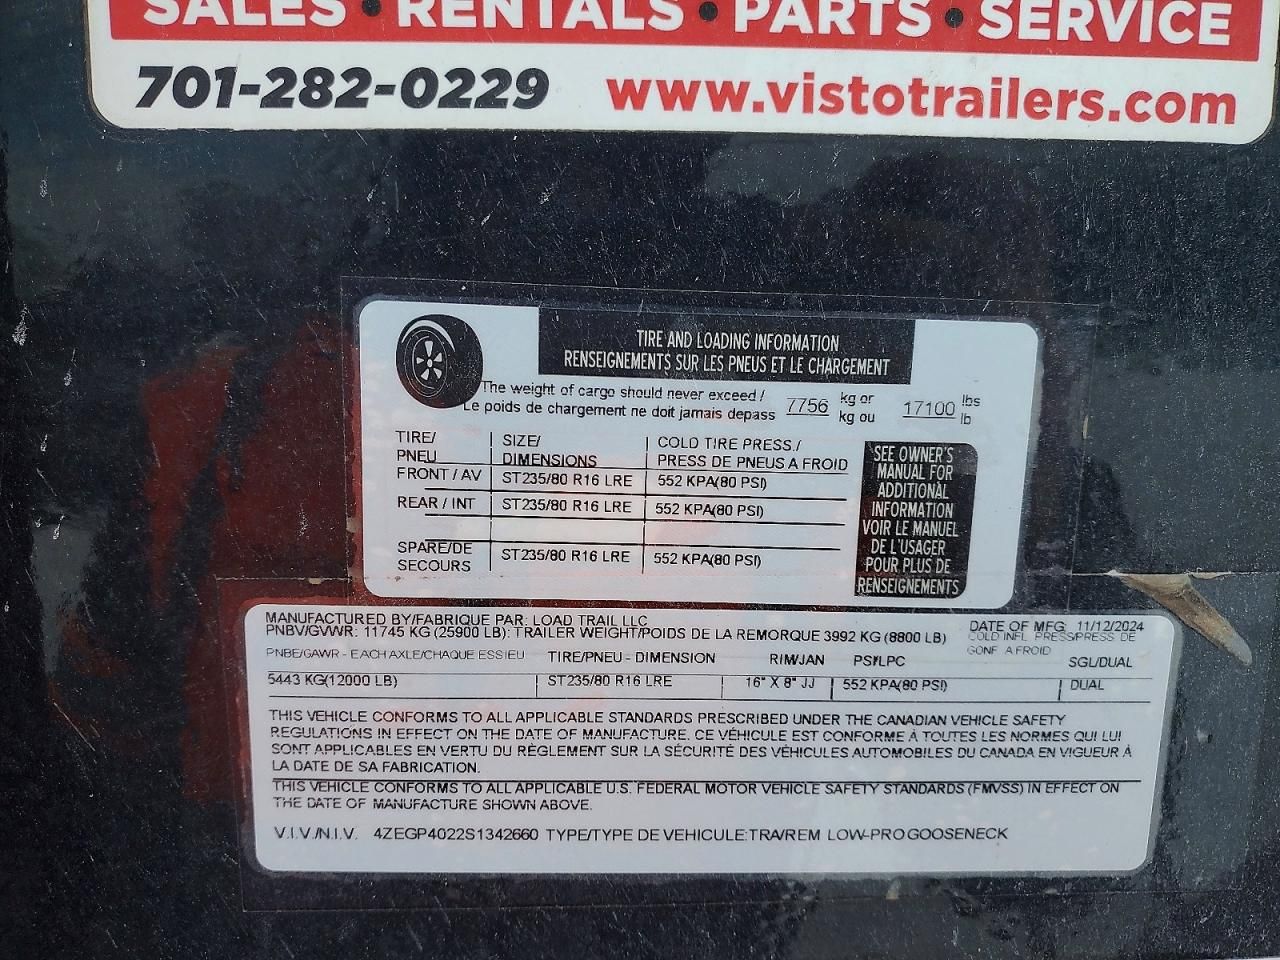 SALES • RENTALS • PARTS • SERVICE
701-282-0229 www.vistotrailers.com
TIRE AND LOADING INFORMATION
RENSEIGNEMENTS SUR LES PNEUS ET LE CHARGEMENT
The weight of cargo should never exceed / 7756 kg or 17100 lbs
Le poids de chargement ne doit jamais depass kg ou lb
TIRE/ SIZE/ COLD TIRE PRESS./
PNEU DIMENSIONS PRESS DE PNEUS A FROID
FRONT / AV ST235/80 R16 LRE 552 KPA(80 PSI)
REAR / INT ST235/80 R16 LRE 552 KPA(80 PSI)
SPARE/DE SECOURS ST235/80 R16 LRE 552 KPA(80 PSI)
SEE OWNER'S
MANUAL FOR
ADDITIONAL
INFORMATION
VOIR LE MANUEL
DE L'USAGER
POUR PLUS DE
RENSEIGNEMENTS
MANUFACTURED BY/FABRIQUE PAR: LOAD TRAIL LLC DATE OF MFG: 11/12/2024
PNBV/GVWR: 11745 KG (25900 LB): TRAILER WEIGHT/POIDS DE LA REMORQUE 3992 KG (8800 LB) COLD INFL PRESS/PRESS DE
GONF A FROID
PNBE/GAWR - EACH AXLE/CHAQUE ESSIEU TIRE/PNEU - DIMENSION RIM/JAN PSI/LPC SGL/DUAL
5443 KG(12000 LB) ST235/80 R16 LRE 16" X 8" JJ 552 KPA(80 PSI) DUAL
THIS VEHICLE CONFORMS TO ALL APPLICABLE STANDARDS PRESCRIBED UNDER THE CANADIAN VEHICLE SAFETY
REGULATIONS IN EFFECT ON THE DATE OF MANUFACTURE. CE VÉHICULE EST CONFORME À TOUTES LES NORMES QUI LUI
SONT APPLICABLES EN VERTU DU RÈGLEMENT SUR LA SÉCURITÉ DES VÉHICULES AUTOMOBILES DU CANADA EN VIGUEUR À
LA DATE DE SA FABRICATION.
THIS VEHICLE CONFORMS TO ALL APPLICABLE U.S. FEDERAL MOTOR VEHICLE SAFETY STANDARDS (FMVSS) IN EFFECT ON
THE DATE OF MANUFACTURE SHOWN ABOVE.
V.I.V./N.I.V. 4ZEGP4022S1342660 TYPE/TYPE DE VEHICULE:TRA/REM LOW-PRO GOOSENECK